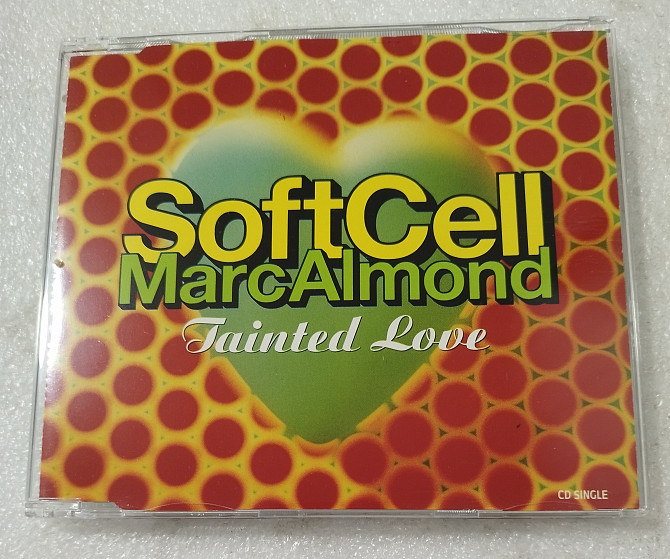 SoftCell
MarcAlmond
Tainted Love
CD SINGLE